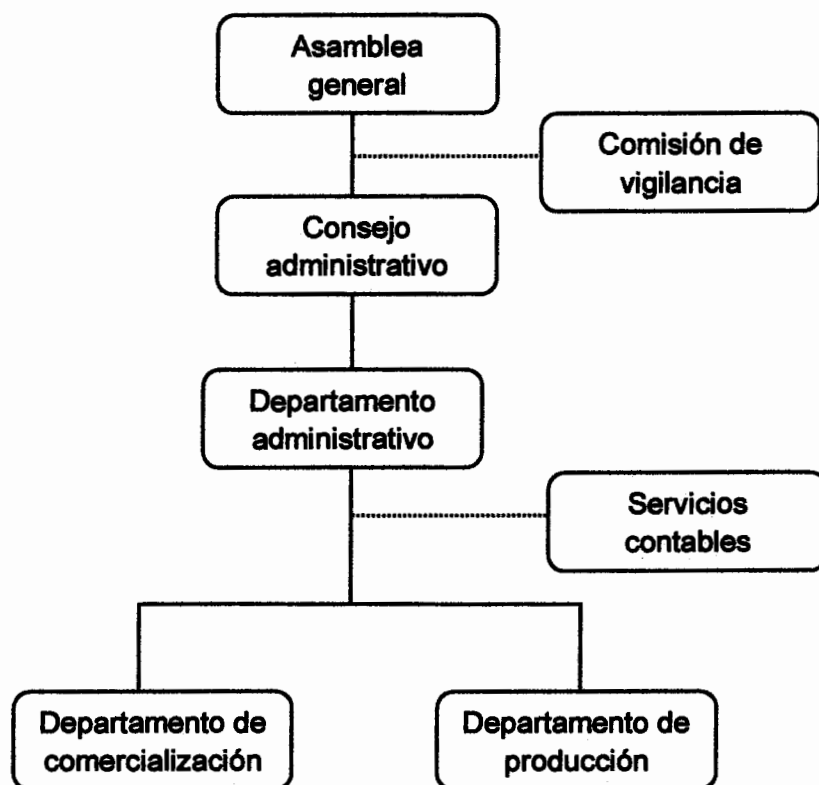 Asamblea
general
Comisión de
vigilancia
Consejo
administrativo
Departamento
administrativo
Servicios
contables
Departamento de
comercialización
Departamento de
producción